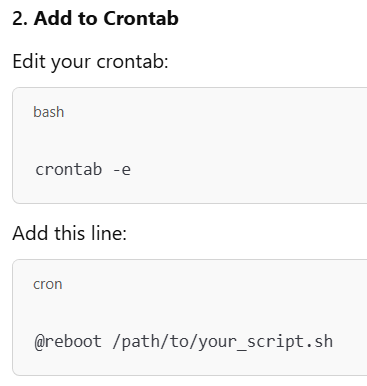 2. Add to Crontab
Edit your crontab:
bash
crontab -e
Add this line:
cron
@reboot /path/to/your_script.sh